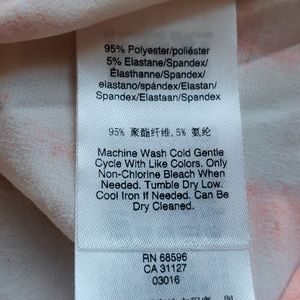 95% Polyester/poliéster
5% Elastane/Spandex/
Élasthanne/Spandex/
elastano/spándex/Elastan/
Spandex/Elastaan/Spandex
95% 聚酯纤维, 5% 氨纶
Machine Wash Cold Gentle
Cycle With Like Colors. Only
Non-Chlorine Bleach When
Needed. Tumble Dry Low.
Cool Iron If Needed. Can Be
Dry Cleaned.
RN 68596
CA 31127
03016